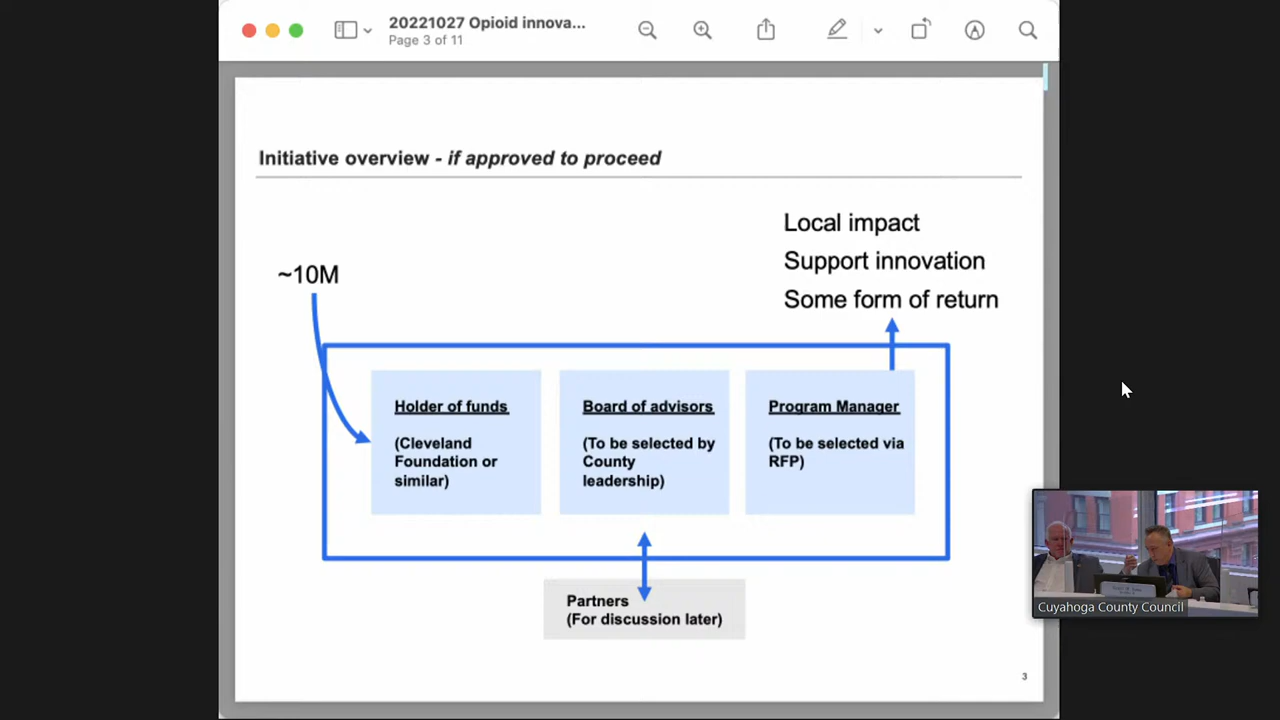 20221027 Opioid innova...
Page 3 of 11
Initiative overview - if approved to proceed
Local impact
Support innovation
Some form of return
~10M
Holder of funds
(Cleveland
Foundation or
similar)
Board of advisors
(To be selected by
County
leadership)
Program Manager
(To be selected via
RFP)
Partners
(For discussion later)
3
Cuyahoga County Council